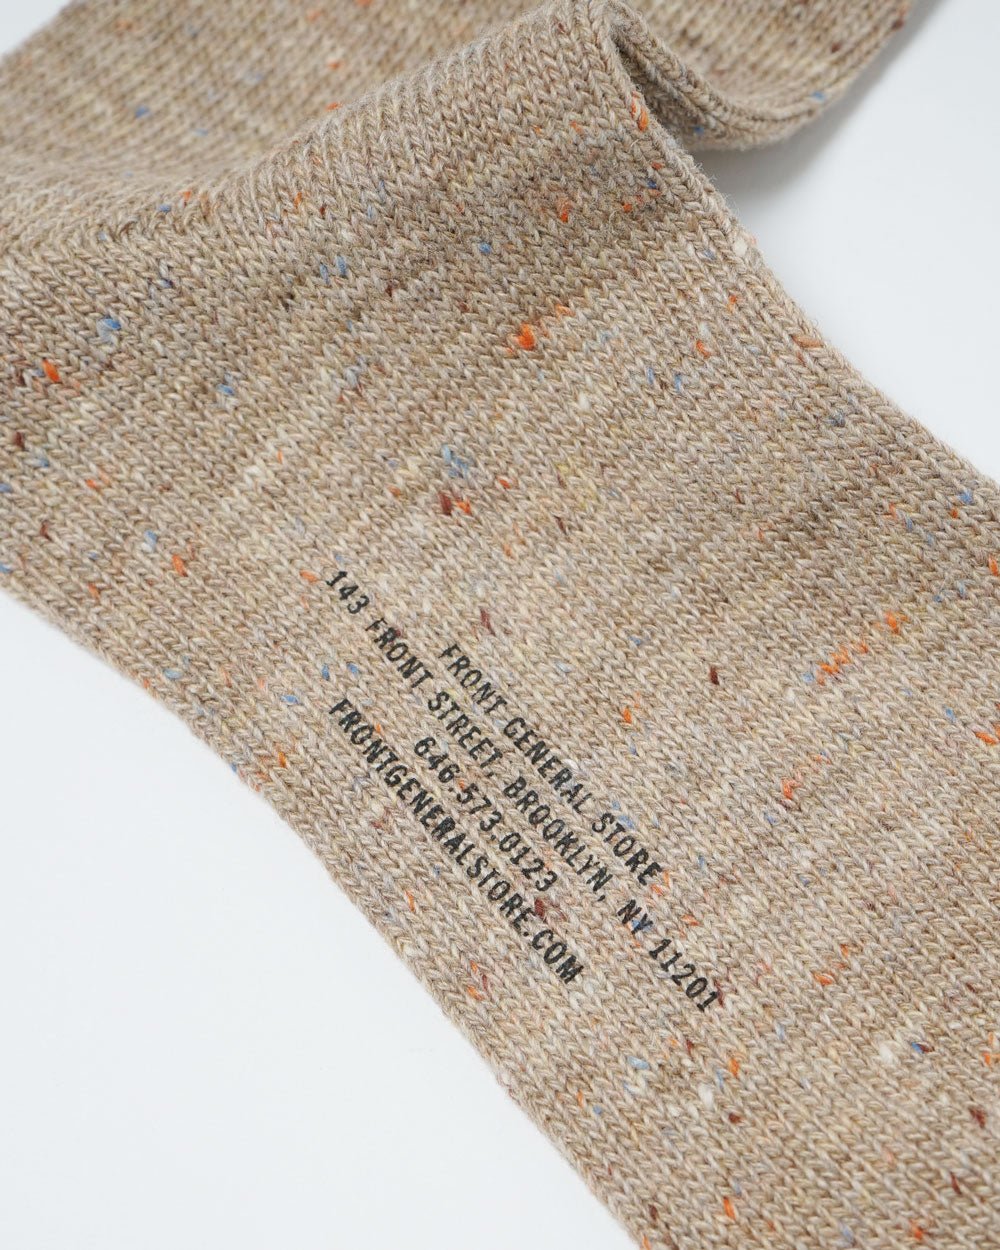 FRONT GENERAL STORE
143 FRONT STREET, BROOKLYN, NY 11201
646.573.0123
FRONTGENERALSTORE.COM